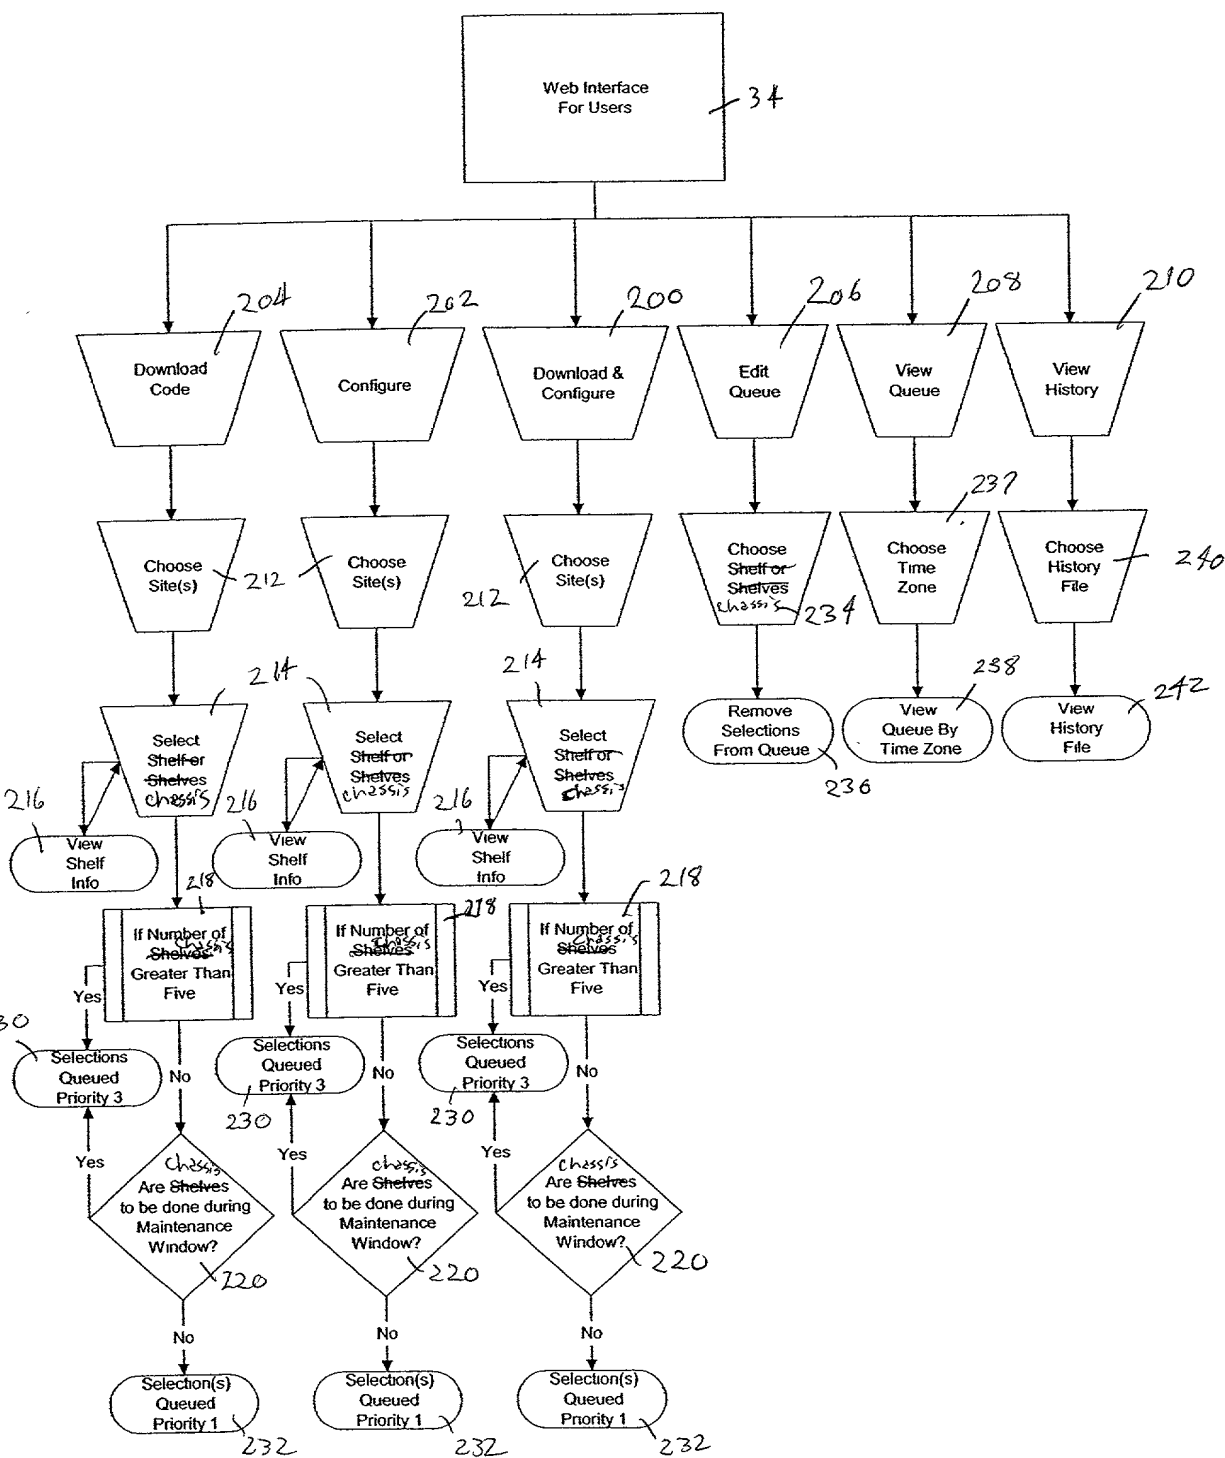 Web Interface
For Users
34
204
202
200
206
208
210
Download
Code
Configure
Download &
Configure
Edit
Queue
View
Queue
View
History
237
Choose
Site(s)
212
Choose
Site(s)
212
Choose
Site(s)
Choose
Shelf or
Shelves
chassis
234
Choose
Time
Zone
Choose
History
File
240
214
214
238
242
Select
Shelf or
Shelves
chassis
Select
Shelf or
Shelves
chassis
Select
Shelf or
Shelves
chassis
Remove
Selections
From Queue
236
View
Queue By
Time Zone
View
History
File
216
View
Shelf
Info
216
View
Shelf
Info
216
View
Shelf
Info
218
218
218
If Number of
chassis
Shelves
Greater Than
Five
If Number of
chassis
Shelves
Greater Than
Five
If Number of
chassis
Shelves
Greater Than
Five
Yes
Yes
Yes
30
Selections
Queued
Priority 3
No
Selections
Queued
Priority 3
230
No
Selections
Queued
Priority 3
230
No
Yes
Yes
Yes
chassis
Are Shelves
to be done during
Maintenance
Window?
220
chassis
Are Shelves
to be done during
Maintenance
Window?
220
chassis
Are Shelves
to be done during
Maintenance
Window?
220
No
No
No
Selection(s)
Queued
Priority 1
232
Selection(s)
Queued
Priority 1
232
Selection(s)
Queued
Priority 1
232